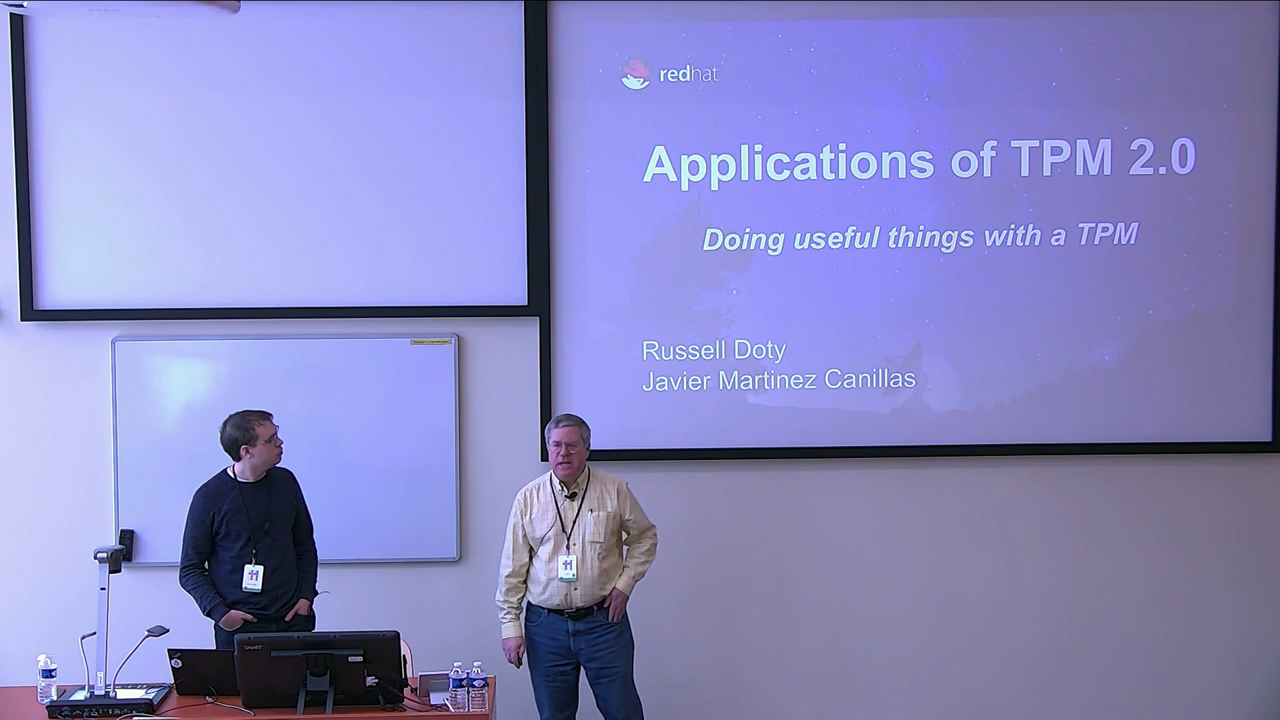 redhat
Applications of TPM 2.0
Doing useful things with a TPM
Russell Doty
Javier Martinez Canillas